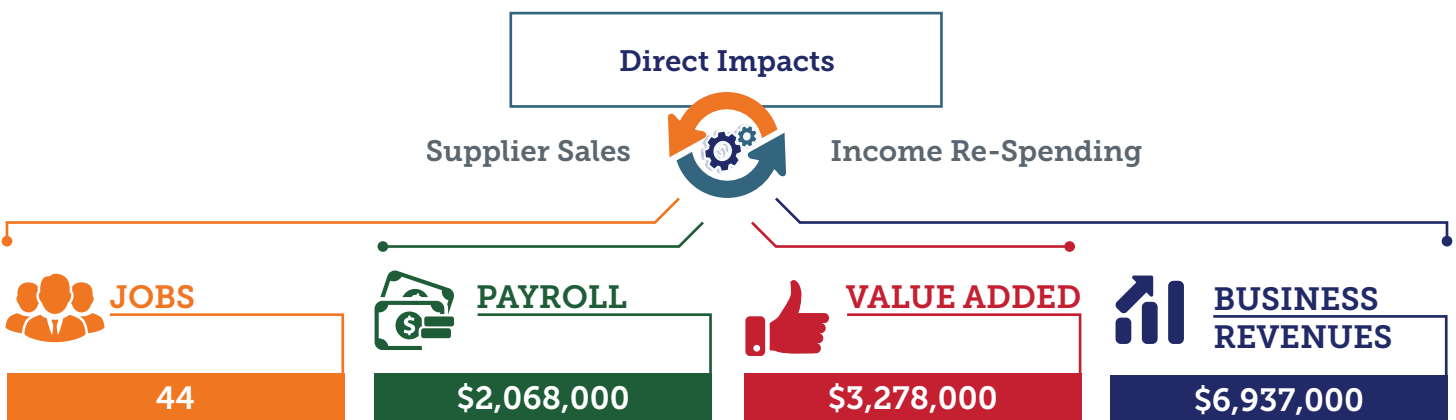 Direct Impacts
Supplier Sales
Income Re-Spending
JOBS
44
PAYROLL
$
$2,068,000
VALUE ADDED
$3,278,000
BUSINESS
REVENUES
$6,937,000